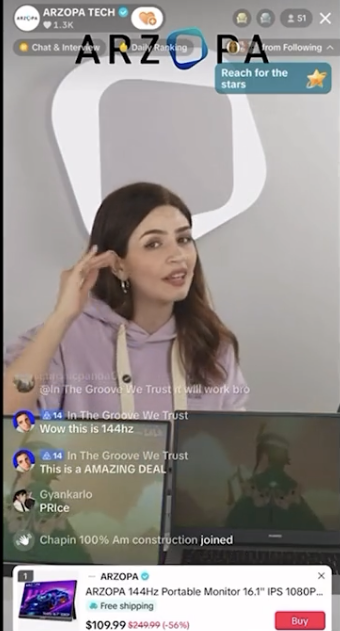 ARZOPA TECH
ARZOPA
1.3K
51
Chat & Interview
Daily Ranking
from Following
ARZOPA
Reach for the
stars
@In The Groove We Trust it will work bro
14 In The Groove We Trust
Wow this is 144hz
14 In The Groove We Trust
This is a AMAZING DEAL
Gyankarlo
PRIce
Chapin 100% Am construction joined
1
ARZOPA
ARZOPA 144Hz Portable Monitor 16.1" IPS 1080P...
Free shipping
$109.99 $249.99 (-56%)
Buy